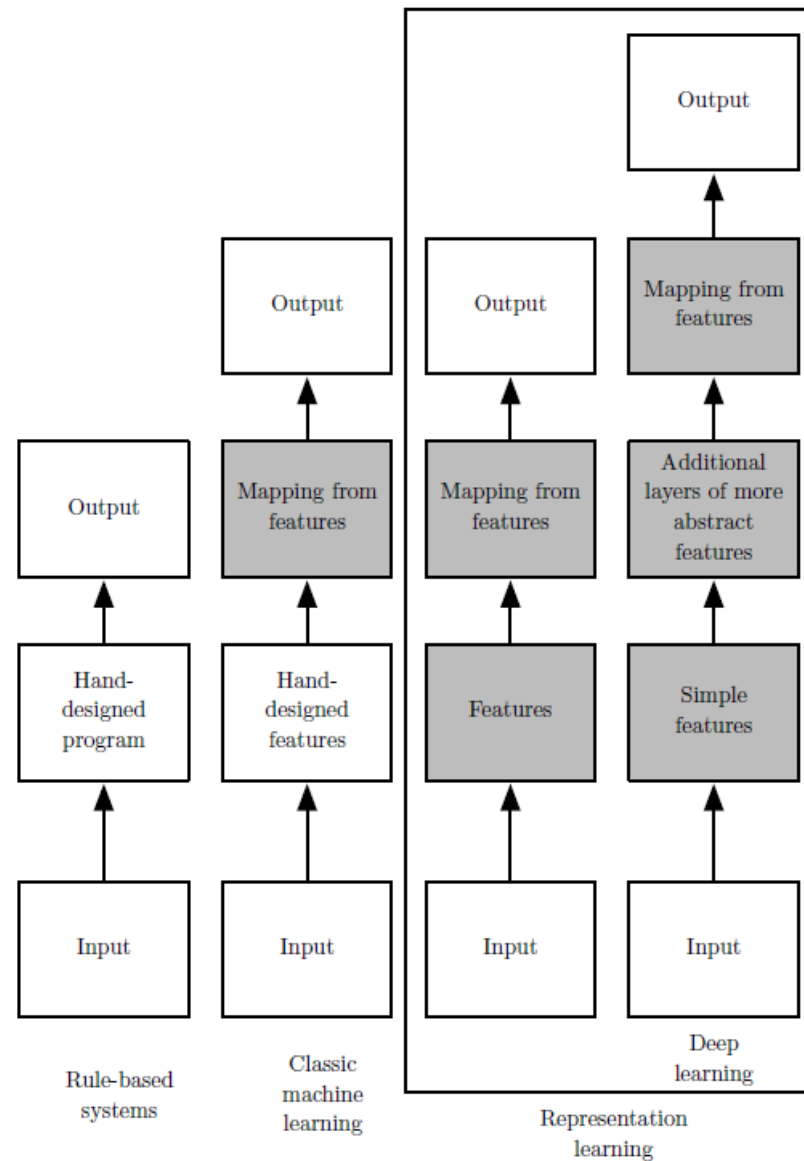 Output
Output
Output
Mapping from
features
Output
Mapping from
features
Mapping from
features
Additional
layers of more
abstract
features
Hand-
designed
program
Hand-
designed
features
Features
Simple
features
Input
Input
Input
Input
Rule-based
systems
Classic
machine
learning
Deep
learning
Representation
learning